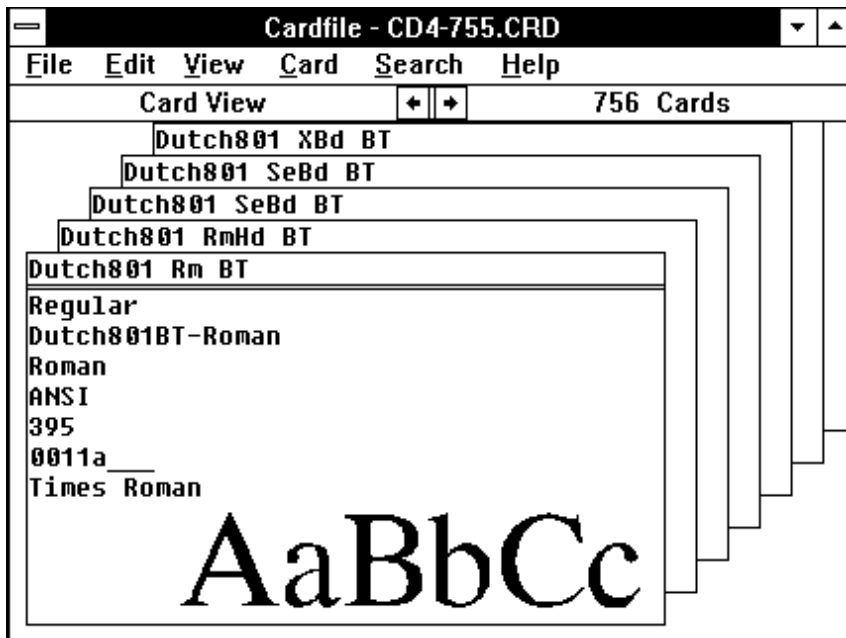 Cardfile - CD4-755.CRD
File Edit View Card Search Help
Card View 756 Cards
Dutch801 XBd BT
Dutch801 SeBd BT
Dutch801 SeBd BT
Dutch801 RmHd BT
Dutch801 Rm BT
Regular
Dutch801BT-Roman
Roman
ANSI
395
0011a___
Times Roman
AaBbCc